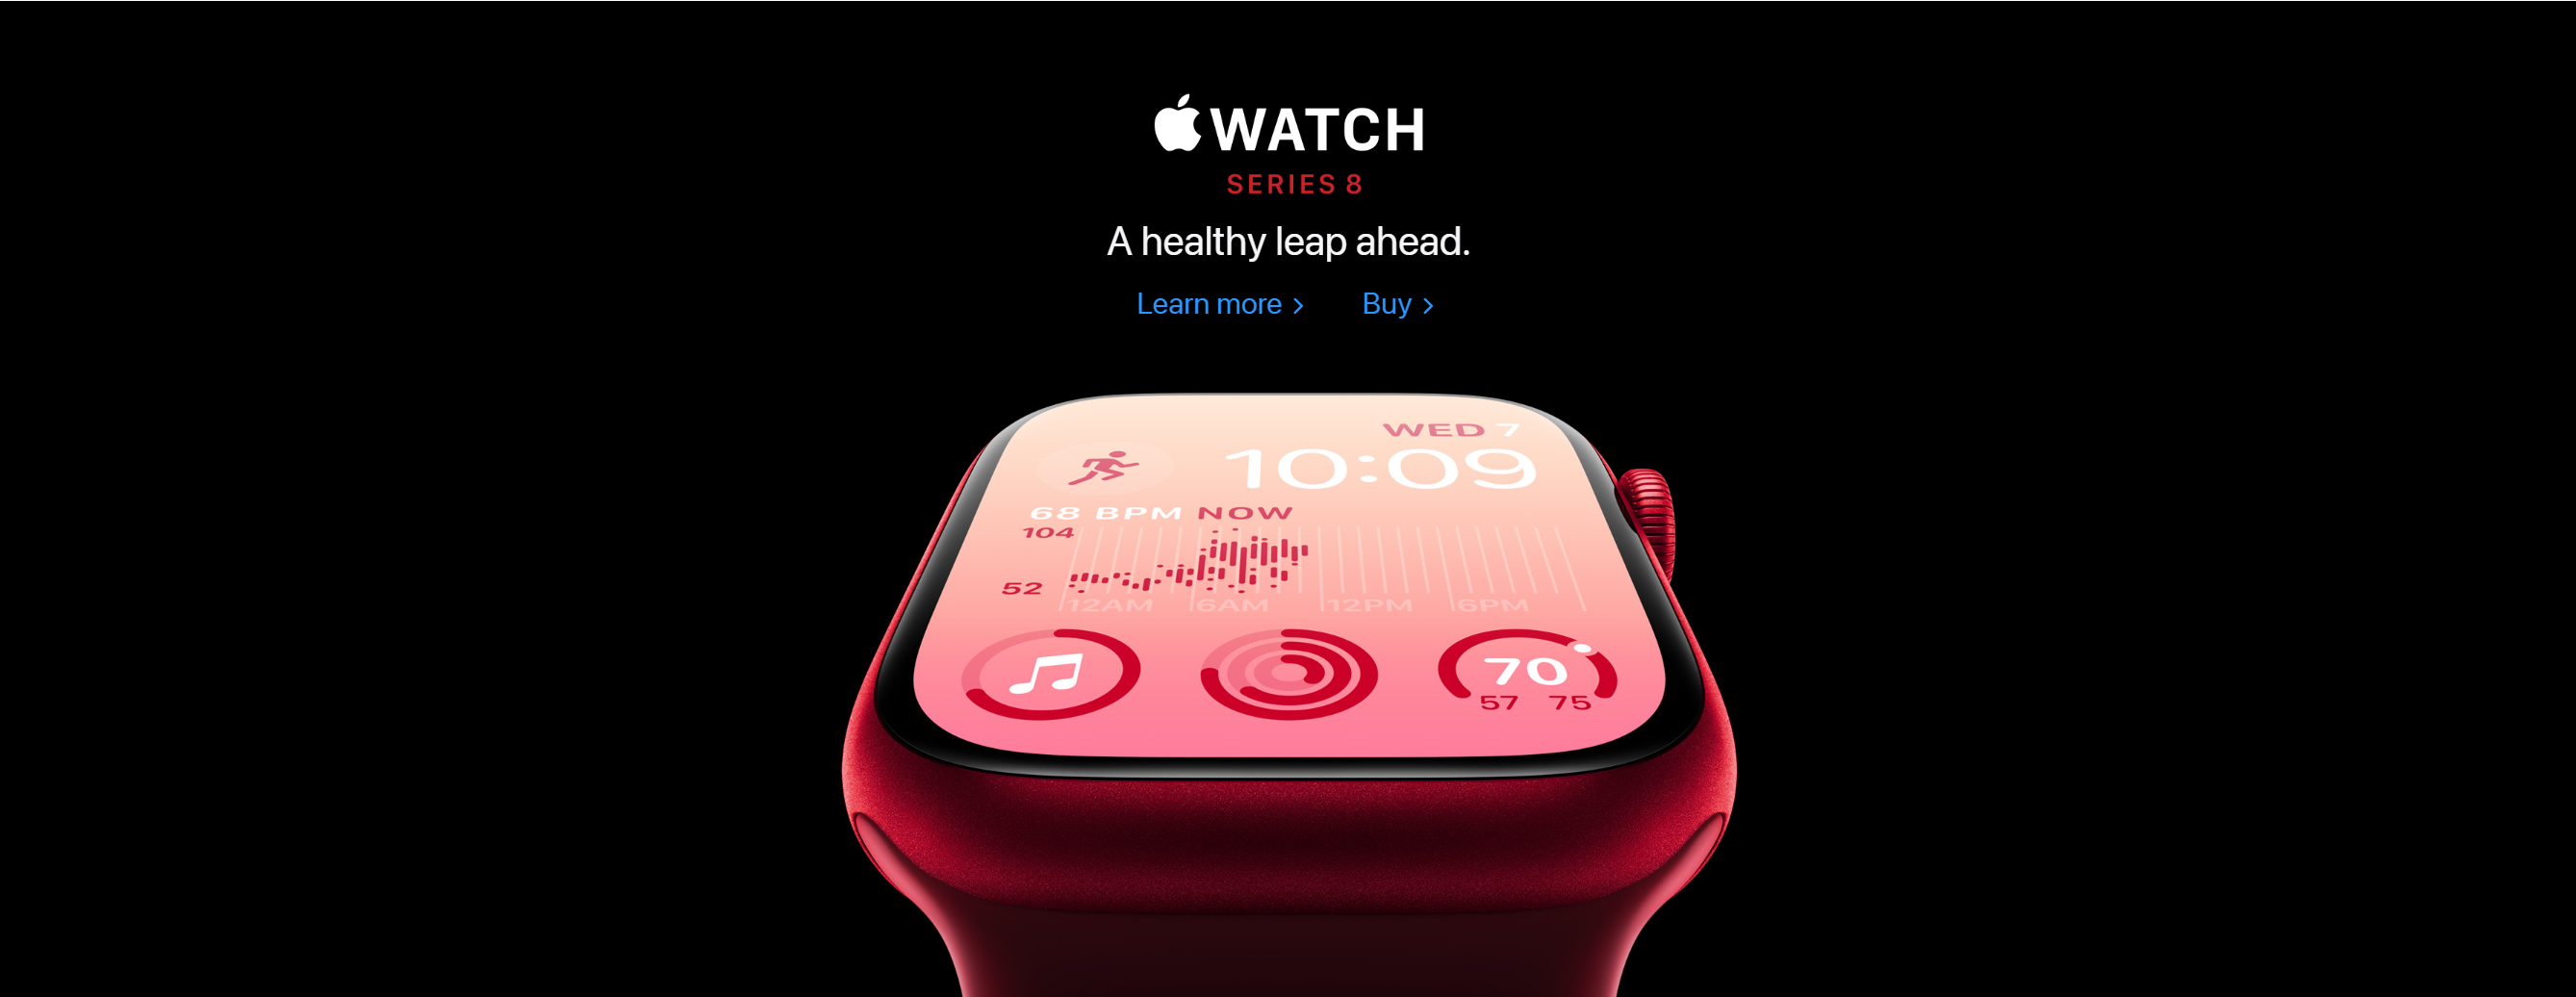 WATCH
SERIES 8
A healthy leap ahead.
Learn more > Buy >
WED 7
10:09
68 BPM NOW
104
52
12AM 6AM 12PM 6PM
70
57 75